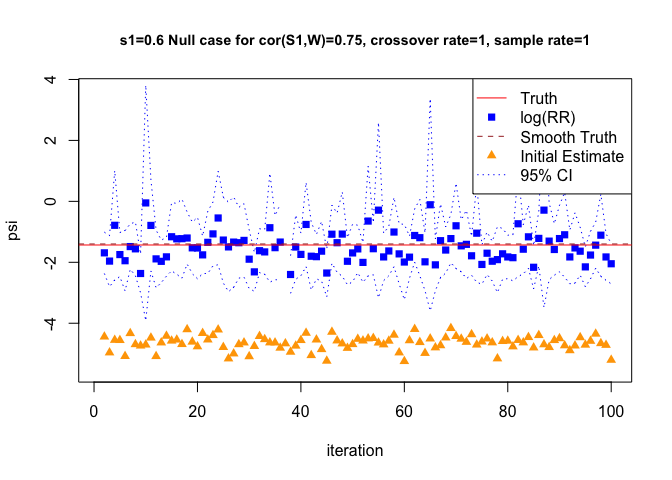 s1=0.6 Null case for cor(S1,W)=0.75, crossover rate=1, sample rate=1
Truth
log(RR)
Smooth Truth
Initial Estimate
95% CI
psi
4
2
0
-2
-4
0 20 40 60 80 100
iteration